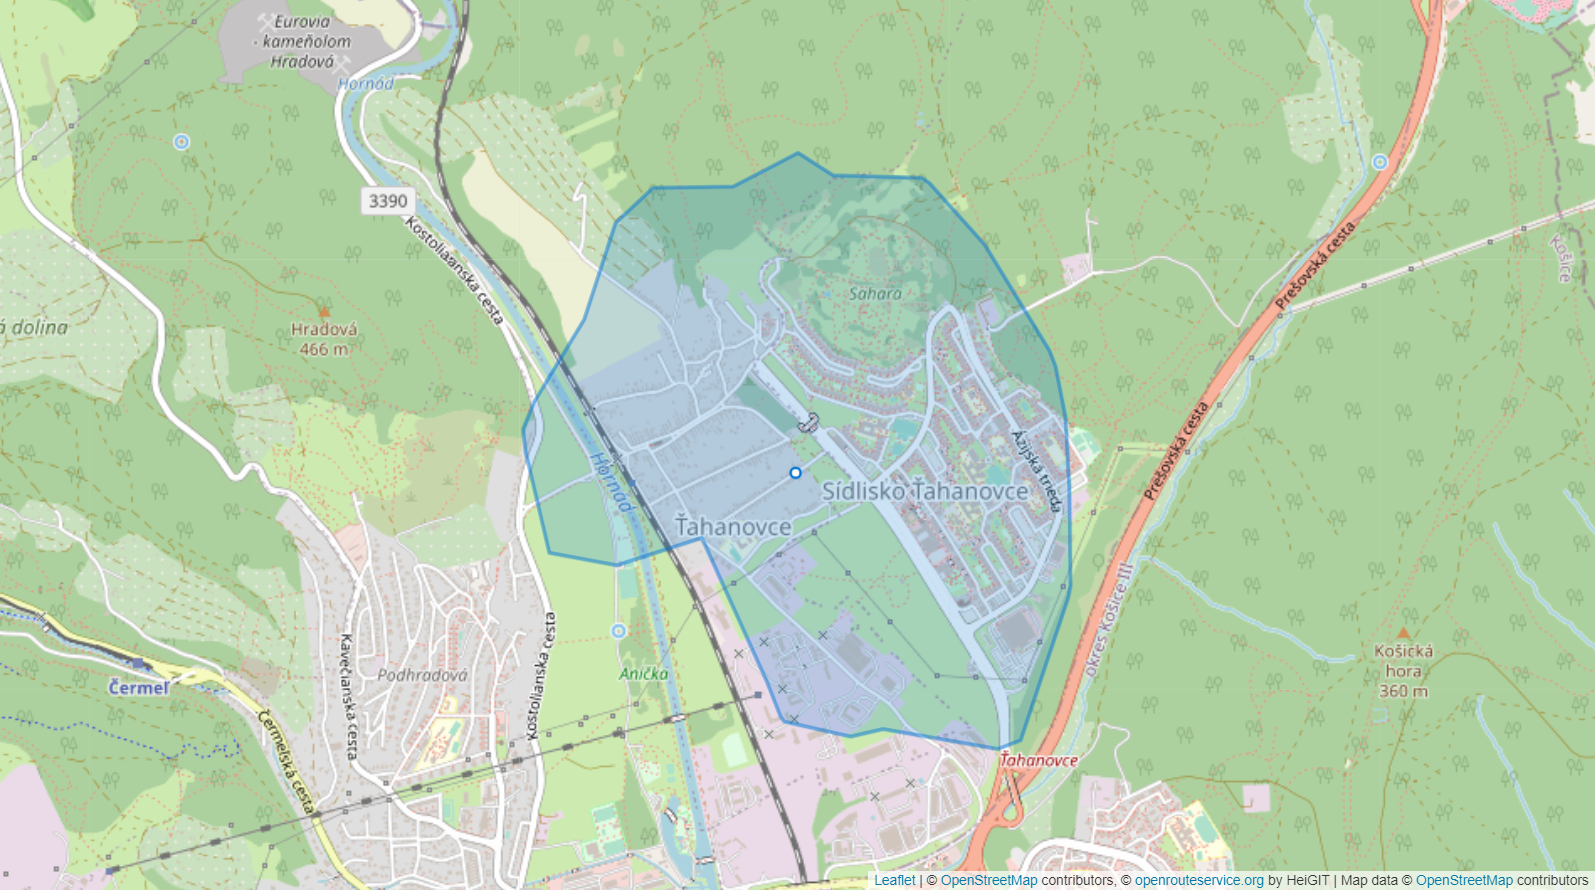 Eurovia
- kameňolom
Hradová
Hornád
3390
Kostolianska cesta
Prešovská cesta
Košice
á dolina
Hradová
466 m
Sahara
Ázijská trieda
Prešovská cesta
Hornád
Sídlisko Ťahanovce
Ťahanovce
Okres Košice III
Košická
hora
360 m
Podhradová
Anička
Čermeľ
Kavečianska cesta
Kostolianska cesta
Čermeľská cesta
Ťahanovce
Leaflet | © OpenStreetMap contributors, © openrouteservice.org by HeiGIT | Map data © OpenStreetMap contributors